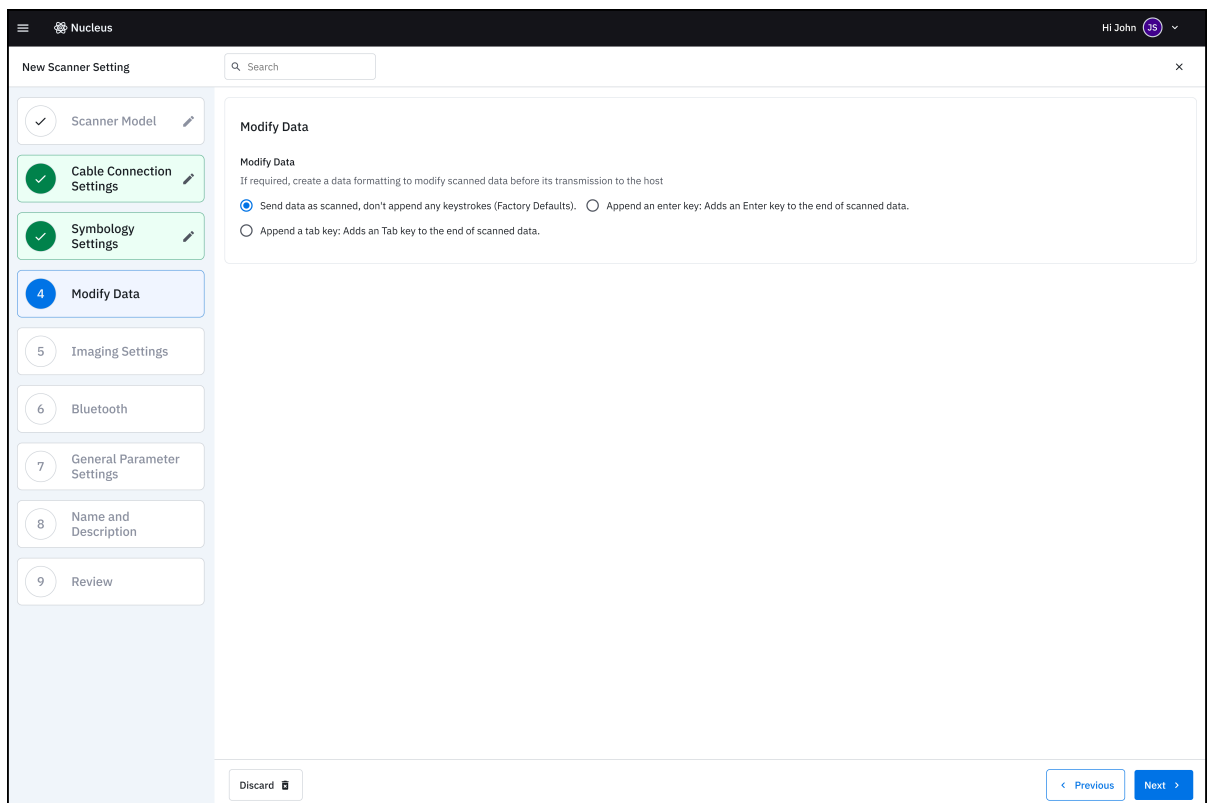 Nucleus
Hi John JS
New Scanner Setting
Search
Scanner Model
Cable Connection
Settings
Symbology
Settings
4 Modify Data
5 Imaging Settings
6 Bluetooth
7 General Parameter
Settings
8 Name and
Description
9 Review
Modify Data
Modify Data
If required, create a data formatting to modify scanned data before its transmission to the host
Send data as scanned, don't append any keystrokes (Factory Defaults). Append an enter key: Adds an Enter key to the end of scanned data.
Append a tab key: Adds an Tab key to the end of scanned data.
Discard
Previous
Next